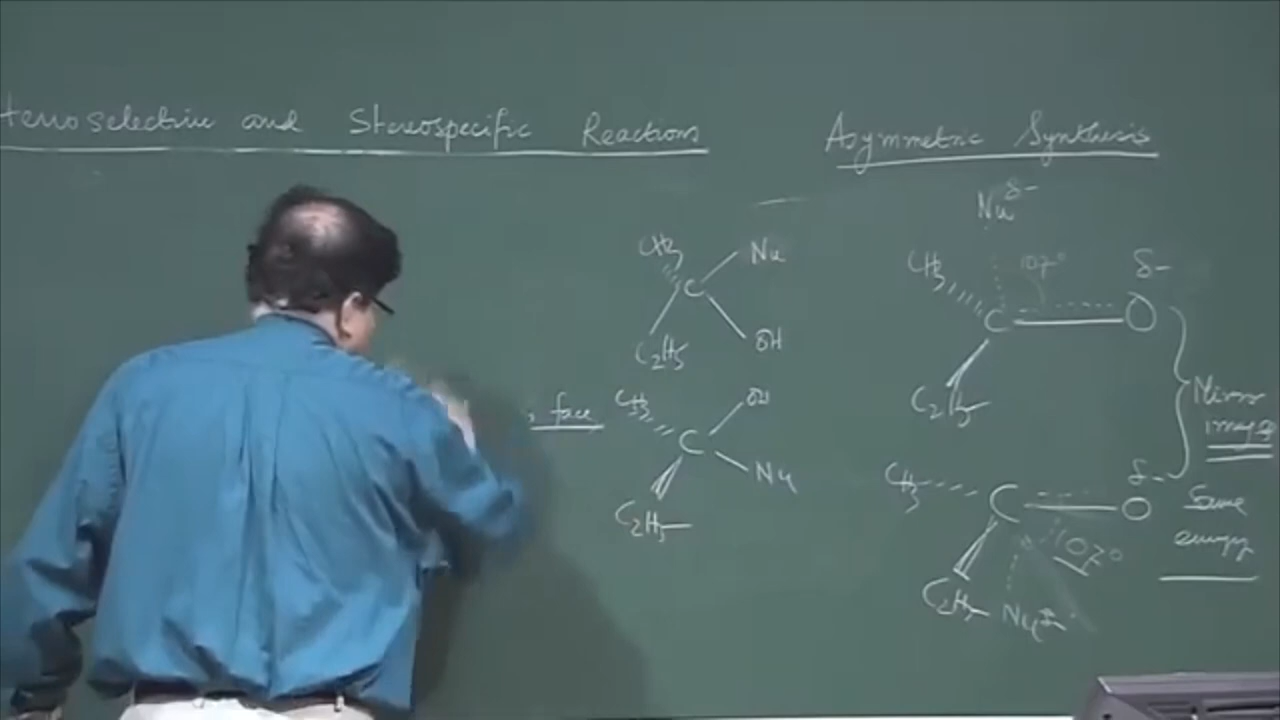 tereoselective and Stereospecific Reactions
Asymmetric Synthesis
Nu δ-
CH3 Nu
C
C2H5 OH
CH3 107° δ-
C O
C2H5
face
CH3 OH
C
C2H5 Nu
Mirror
image
CH3 δ-
C O
107°
C2H5 Nu
Same
energy